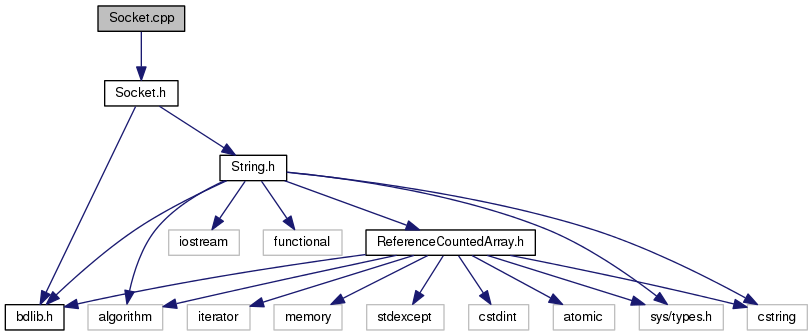 Socket.cpp
Socket.h
String.h
iostream
functional
ReferenceCountedArray.h
bdlib.h
algorithm
iterator
memory
stdexcept
cstdint
atomic
sys/types.h
cstring